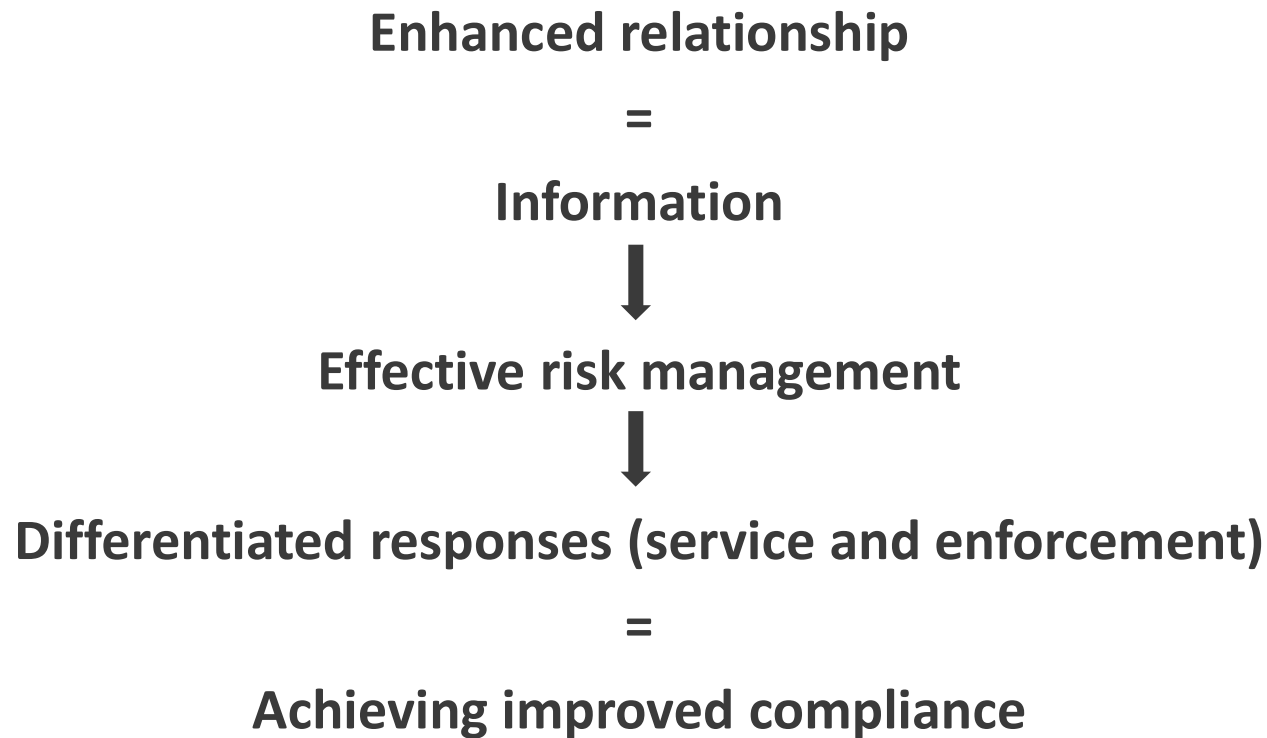 Enhanced relationship
=
Information
Effective risk management
Differentiated responses (service and enforcement)
=
Achieving improved compliance